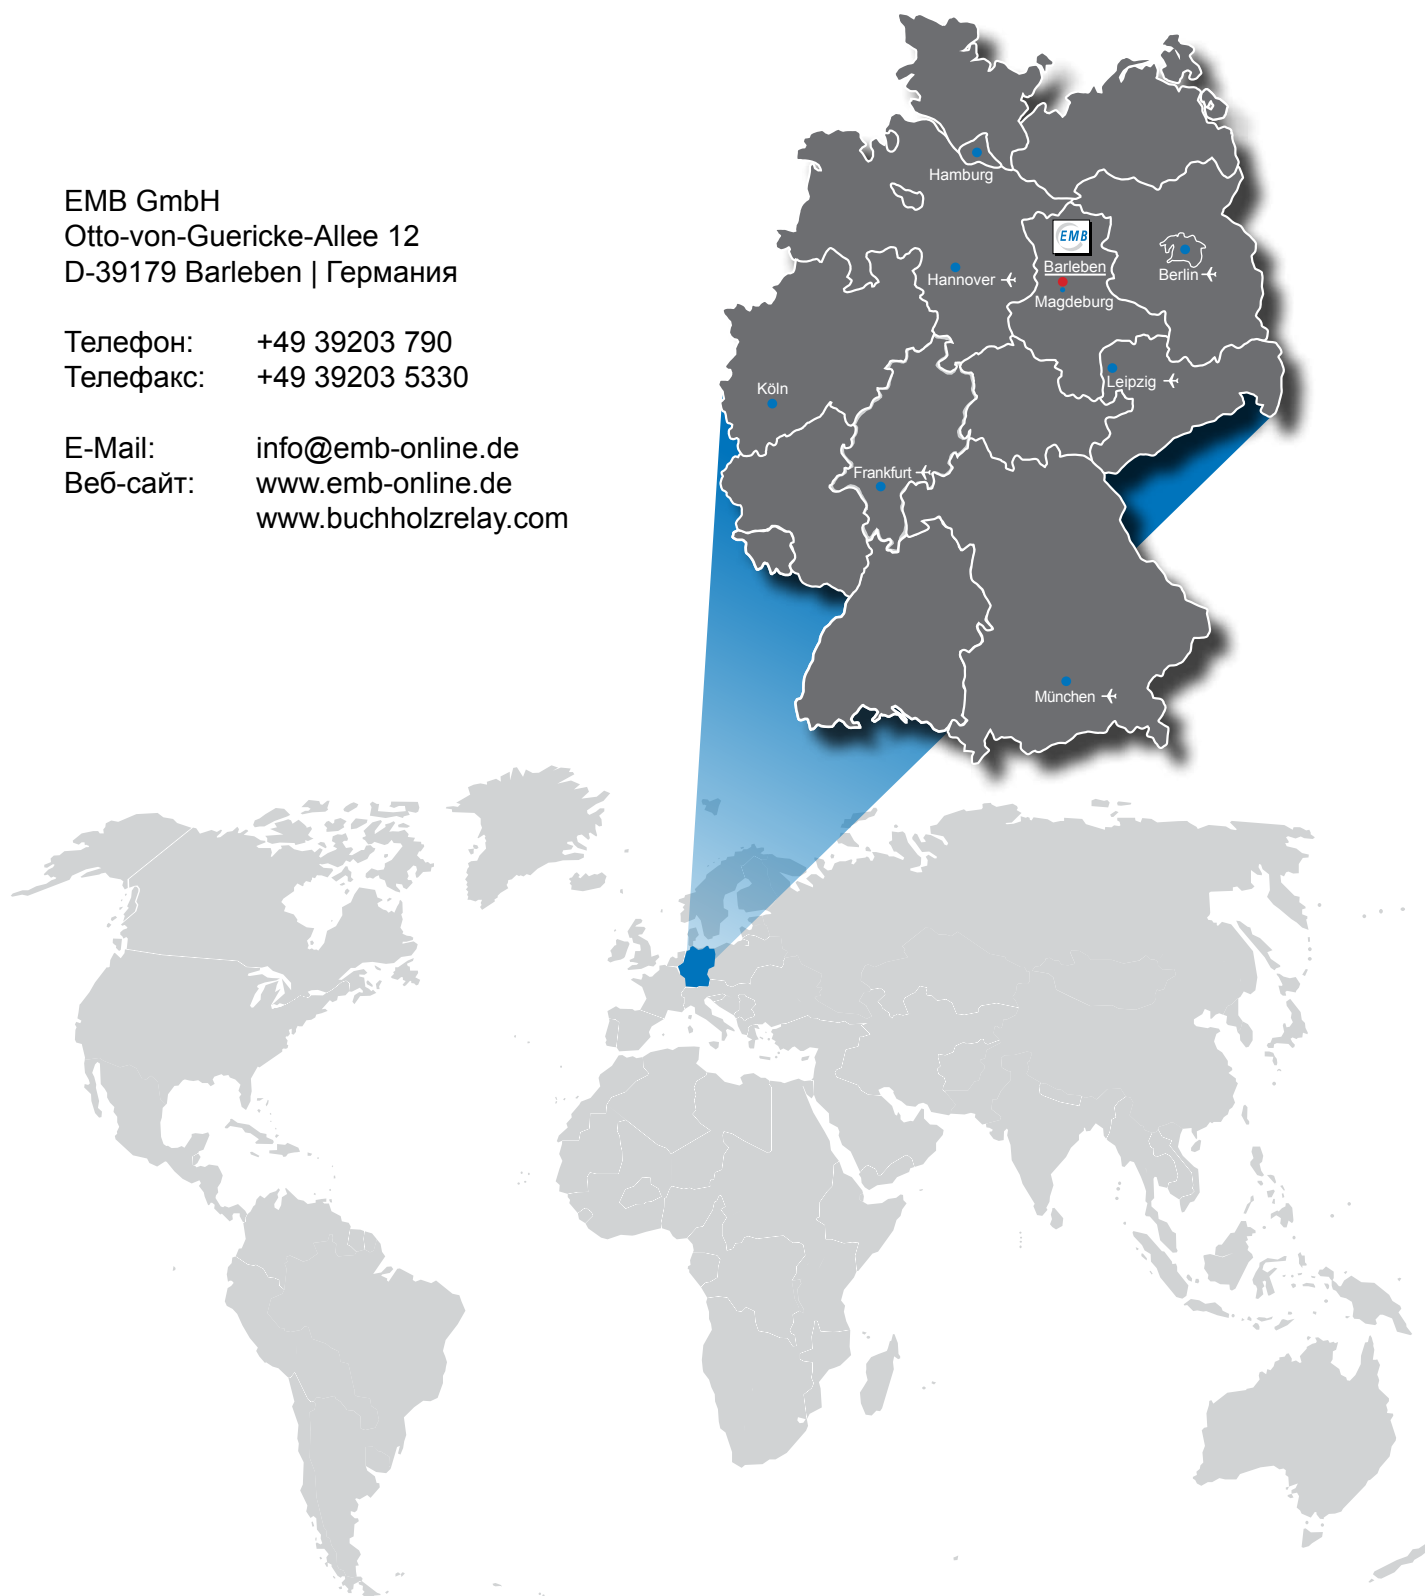 EMB GmbH
Otto-von-Guericke-Allee 12
D-39179 Barleben | Германия
Телефон: +49 39203 790
Телефакс: +49 39203 5330
E-Mail: info@emb-online.de
Веб-сайт: www.emb-online.de
www.buchholzrelay.com
Hamburg
EMB
Barleben
Magdeburg
Hannover
Berlin
Leipzig
Köln
Frankfurt
München